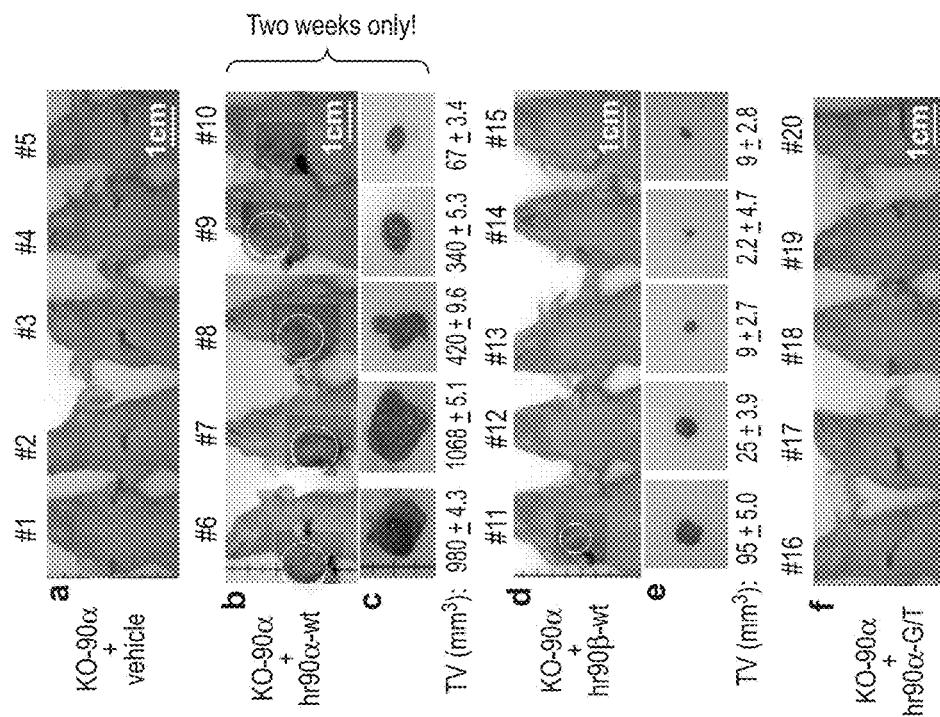 Two weeks only!
#1 #2 #3 #4 #5
a
KO-90α
+
vehicle
1cm
#6 #7 #8 #9 #10
b
KO-90α
+
hr90α-wt
1cm
c
TV (mm³): 980 ± 4.3 1068 ± 5.1 420 ± 9.6 340 ± 5.3 67 ± 3.4
#11 #12 #13 #14 #15
d
KO-90α
+
hr90β-wt
1cm
e
TV (mm³): 95 ± 5.0 25 ± 3.9 9 ± 2.7 2.2 ± 4.7 9 ± 2.8
#16 #17 #18 #19 #20
f
KO-90α
+
hr90α-G/T
1cm